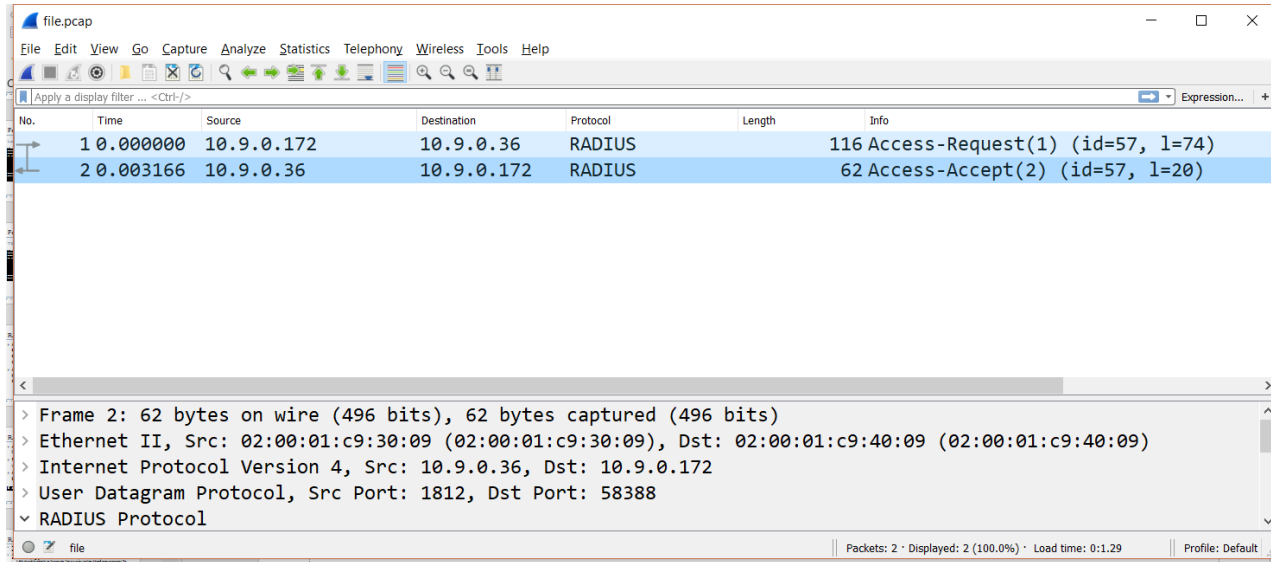 file.pcap
File Edit View Go Capture Analyze Statistics Telephony Wireless Tools Help
Apply a display filter ... <Ctrl-/> Expression... +
No. Time Source Destination Protocol Length Info
1 0.000000 10.9.0.172 10.9.0.36 RADIUS 116 Access-Request(1) (id=57, l=74)
2 0.003166 10.9.0.36 10.9.0.172 RADIUS 62 Access-Accept(2) (id=57, l=20)
> Frame 2: 62 bytes on wire (496 bits), 62 bytes captured (496 bits)
> Ethernet II, Src: 02:00:01:c9:30:09 (02:00:01:c9:30:09), Dst: 02:00:01:c9:40:09 (02:00:01:c9:40:09)
> Internet Protocol Version 4, Src: 10.9.0.36, Dst: 10.9.0.172
> User Datagram Protocol, Src Port: 1812, Dst Port: 58388
RADIUS Protocol
file Packets: 2 · Displayed: 2 (100.0%) · Load time: 0:1.29 Profile: Default